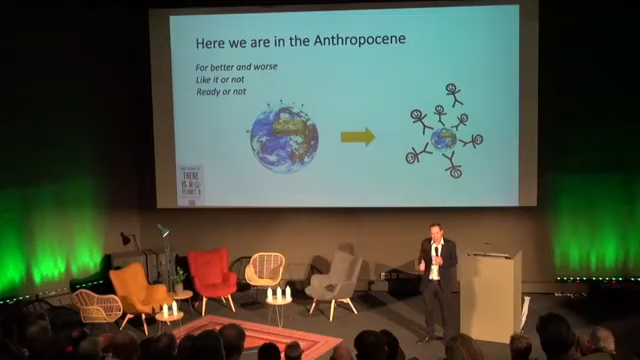 Here we are in the Anthropocene
For better and worse
Like it or not
Ready or not
THERE
IS
PLANET